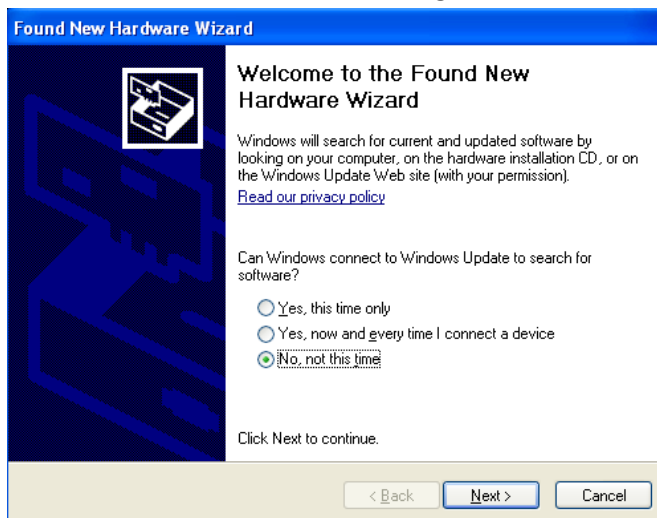 Found New Hardware Wizard
Welcome to the Found New
Hardware Wizard
Windows will search for current and updated software by
looking on your computer, on the hardware installation CD, or on
the Windows Update Web site (with your permission).
Read our privacy policy
Can Windows connect to Windows Update to search for
software?
Yes, this time only
Yes, now and every time I connect a device
No, not this time
Click Next to continue.
< Back Next > Cancel